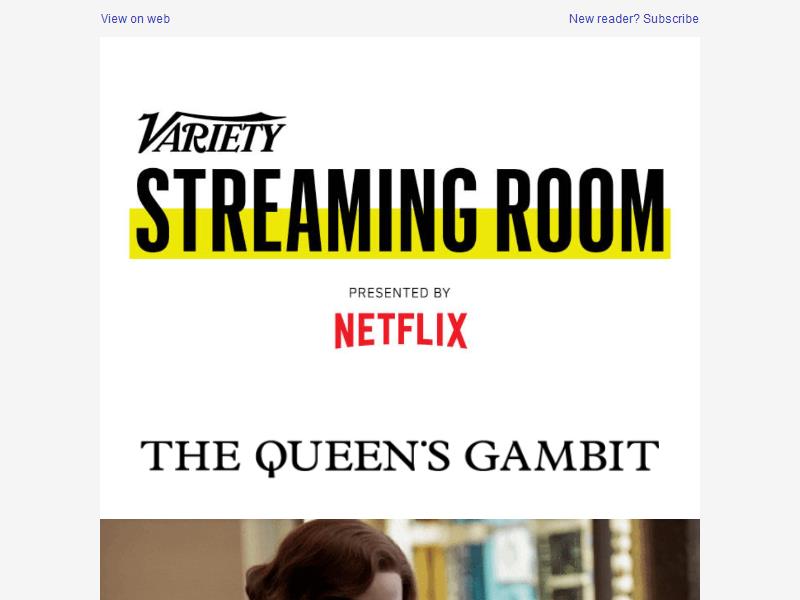 View on web
New reader? Subscribe
VARIETY
STREAMING ROOM
PRESENTED BY
NETFLIX
THE QUEEN'S GAMBIT